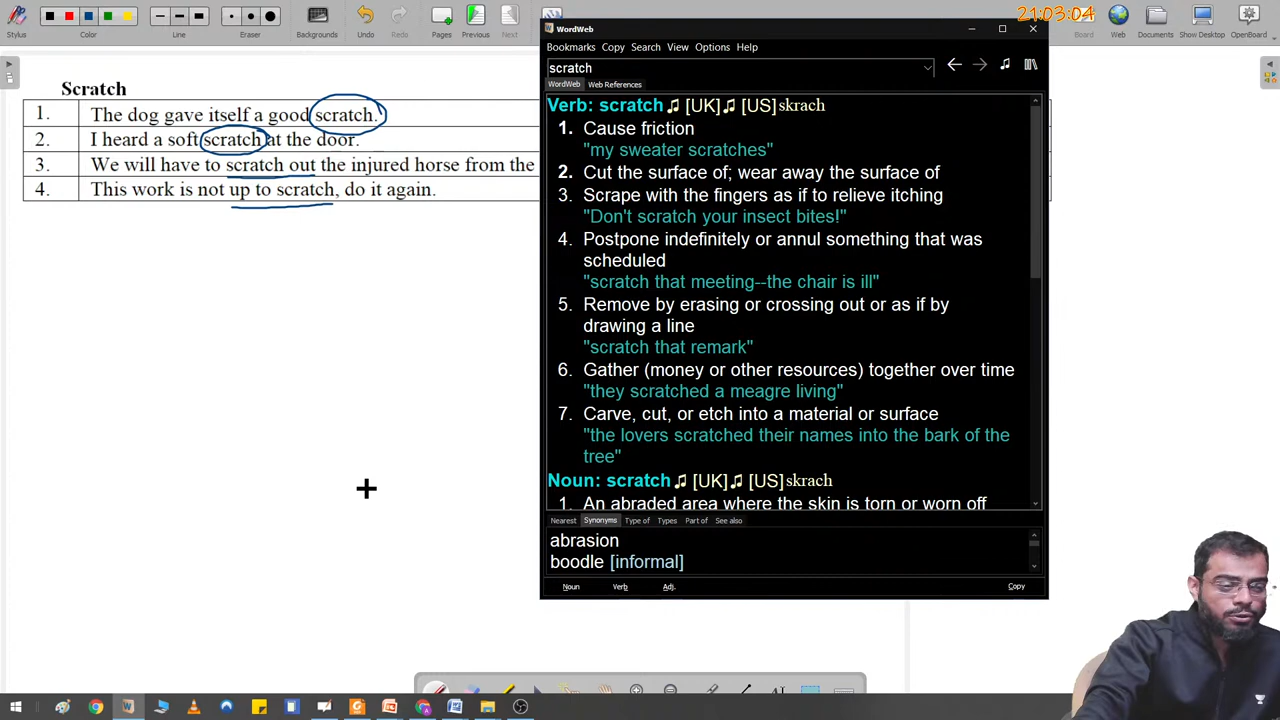 21:03:04
Stylus
Color
Line
Eraser
Backgrounds
Undo
Redo
Pages
Previous
Next
Board
Web
Documents
Show Desktop
OpenBoard
Scratch
1. The dog gave itself a good scratch.
2. I heard a soft scratch at the door.
3. We will have to scratch out the injured horse from the
4. This work is not up to scratch, do it again.
WordWeb
Bookmarks Copy Search View Options Help
scratch
WordWeb Web References
Verb: scratch ♫ [UK]♫ [US]skrach
1. Cause friction
"my sweater scratches"
2. Cut the surface of; wear away the surface of
3. Scrape with the fingers as if to relieve itching
"Don't scratch your insect bites!"
4. Postpone indefinitely or annul something that was
scheduled
"scratch that meeting--the chair is ill"
5. Remove by erasing or crossing out or as if by
drawing a line
"scratch that remark"
6. Gather (money or other resources) together over time
"they scratched a meagre living"
7. Carve, cut, or etch into a material or surface
"the lovers scratched their names into the bark of the
tree"
Noun: scratch ♫ [UK]♫ [US]skrach
1. An abraded area where the skin is torn or worn off
Nearest Synonyms Type of Types Part of See also
abrasion
boodle [informal]
Noun Verb Adj. Copy